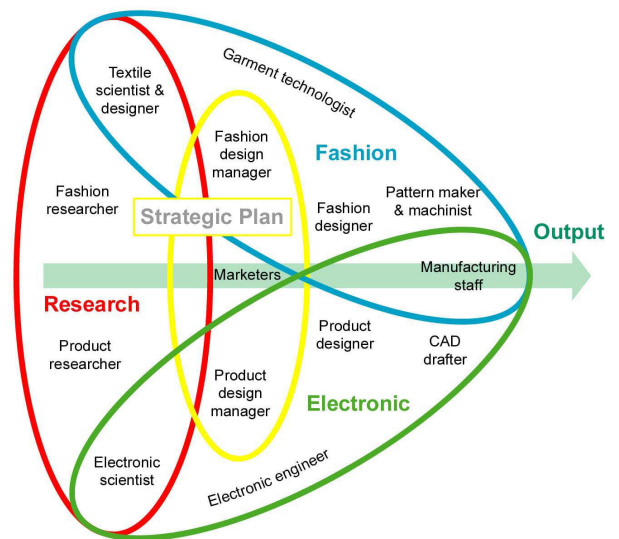 Garment technologist
Textile
scientist &
designer
Fashion
design
manager
Fashion
Fashion
researcher
Pattern maker
& machinist
Fashion
designer
Strategic Plan
Output
Marketers
Manufacturing
staff
Research
Product
researcher
Product
designer
CAD
drafter
Product
design
manager
Electronic
Electronic
scientist
Electronic engineer